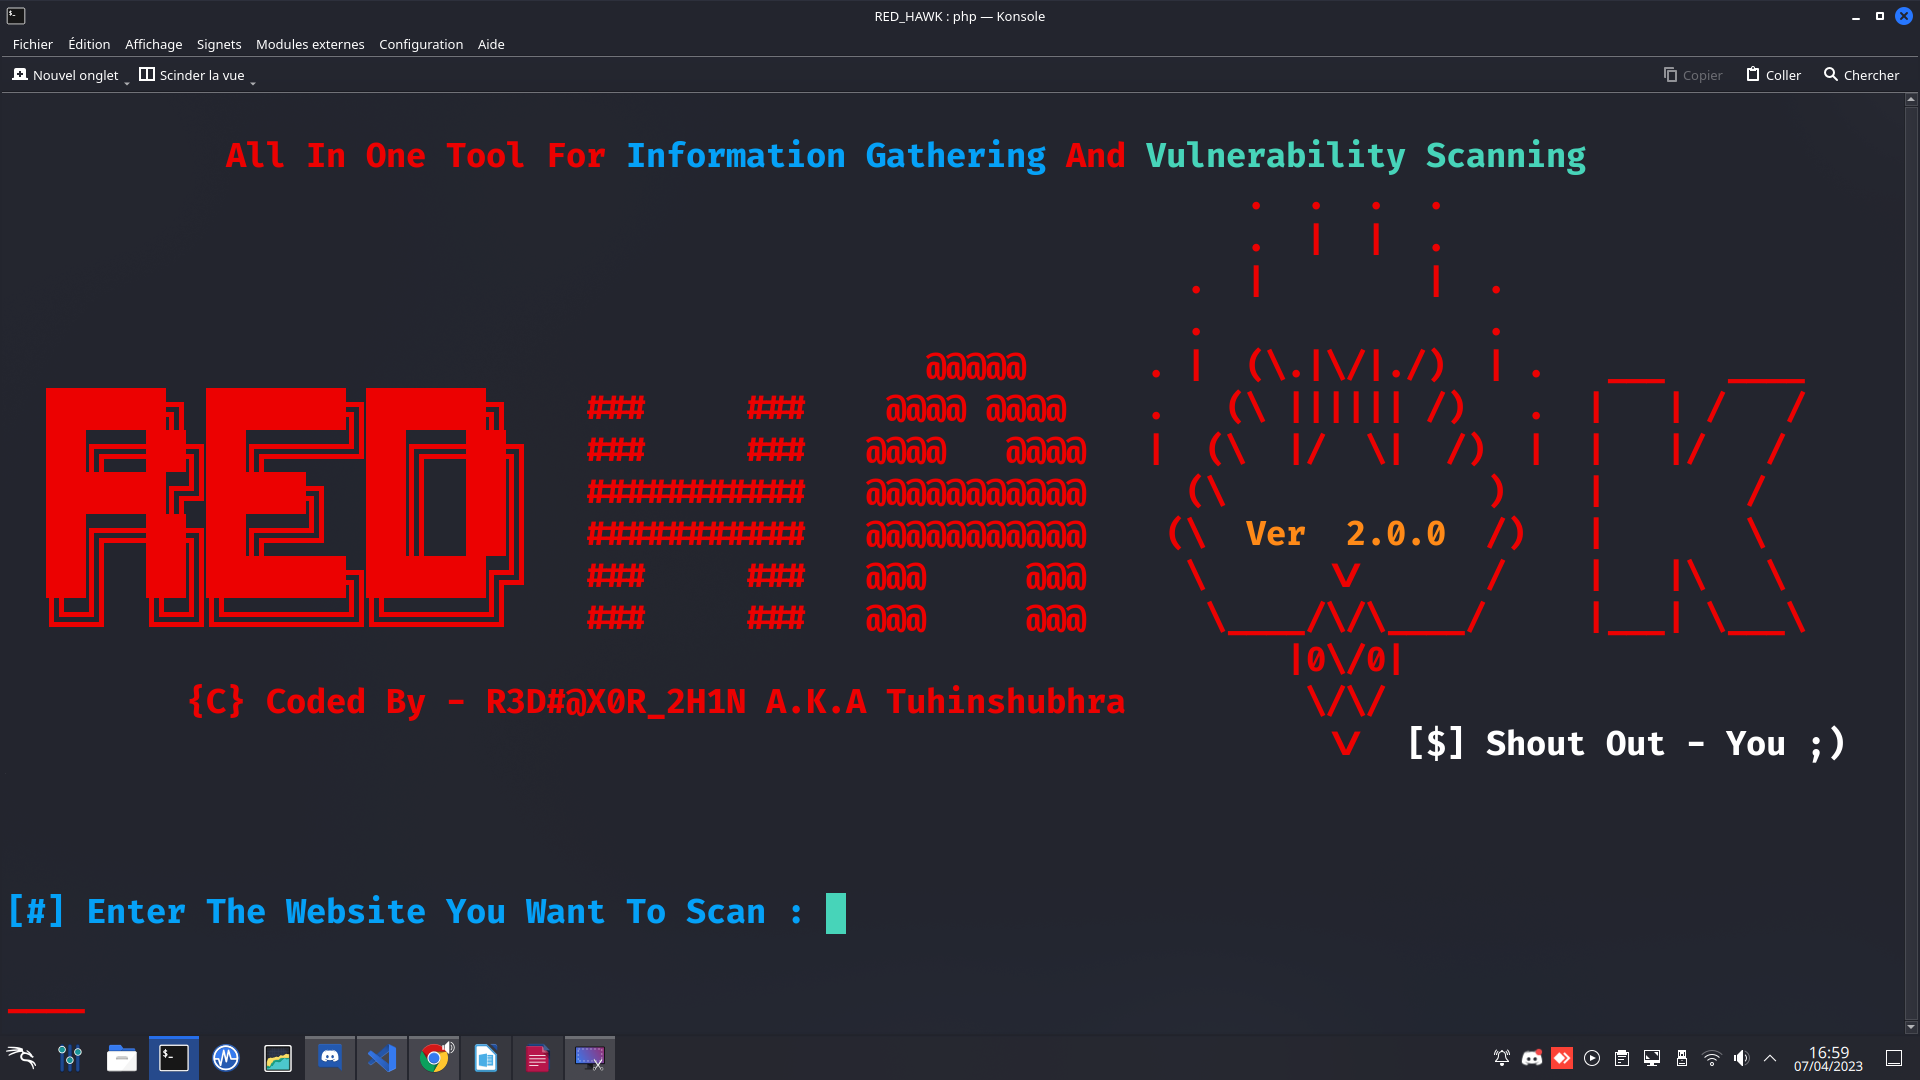 RED_HAWK : php — Konsole
Fichier Édition Affichage Signets Modules externes Configuration Aide
Nouvel onglet Scinder la vue Copier Coller Chercher
All In One Tool For Information Gathering And Vulnerability Scanning
RED HAWK
Ver 2.0.0
{C} Coded By - R3D#@X0R_2H1N A.K.A Tuhinshubhra
[$] Shout Out - You ;)
[#] Enter The Website You Want To Scan :
16:59
07/04/2023